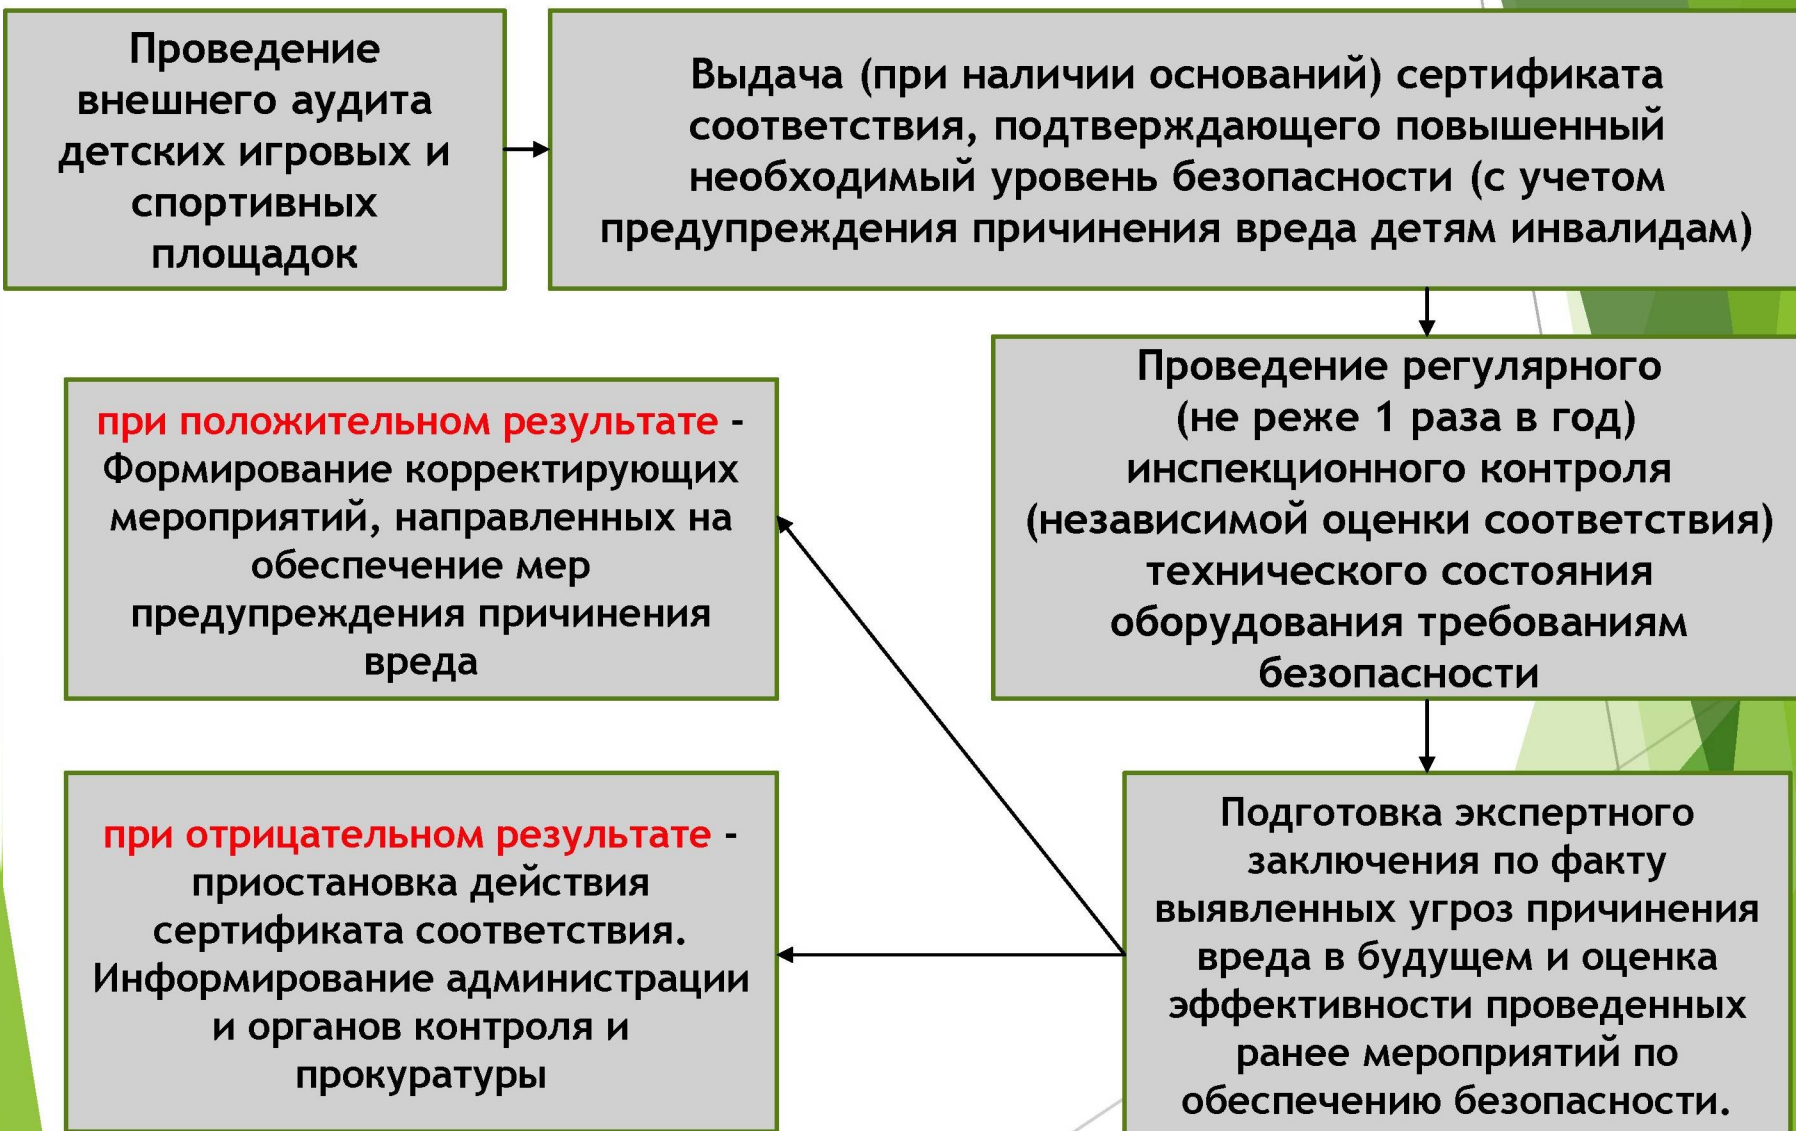 Проведение
внешнего аудита
детских игровых и
спортивных
площадок
Выдача (при наличии оснований) сертификата
соответствия, подтверждающего повышенный
необходимый уровень безопасности (с учетом
предупреждения причинения вреда детям инвалидам)
Проведение регулярного
(не реже 1 раза в год)
инспекционного контроля
(независимой оценки соответствия)
технического состояния
оборудования требованиям
безопасности
при положительном результате -
Формирование корректирующих
мероприятий, направленных на
обеспечение мер
предупреждения причинения
вреда
при отрицательном результате -
приостановка действия
сертификата соответствия.
Информирование администрации
и органов контроля и
прокуратуры
Подготовка экспертного
заключения по факту
выявленных угроз причинения
вреда в будущем и оценка
эффективности проведенных
ранее мероприятий по
обеспечению безопасности.